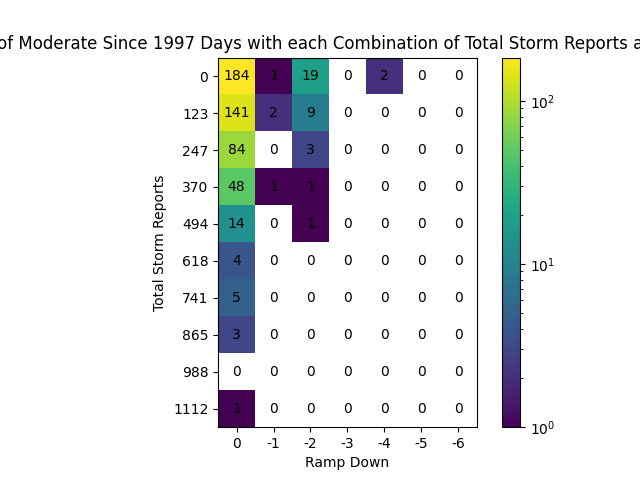 of Moderate Since 1997 Days with each Combination of Total Storm Reports a
0 184 1 19 0 2 0 0
123 141 2 9 0 0 0 0
247 84 0 3 0 0 0 0
370 48 1 1 0 0 0 0
494 14 0 1 0 0 0 0
618 4 0 0 0 0 0 0
741 5 0 0 0 0 0 0
865 3 0 0 0 0 0 0
988 0 0 0 0 0 0 0
1112 1 0 0 0 0 0 0
0 -1 -2 -3 -4 -5 -6
Ramp Down
Total Storm Reports
10²
10¹
10⁰